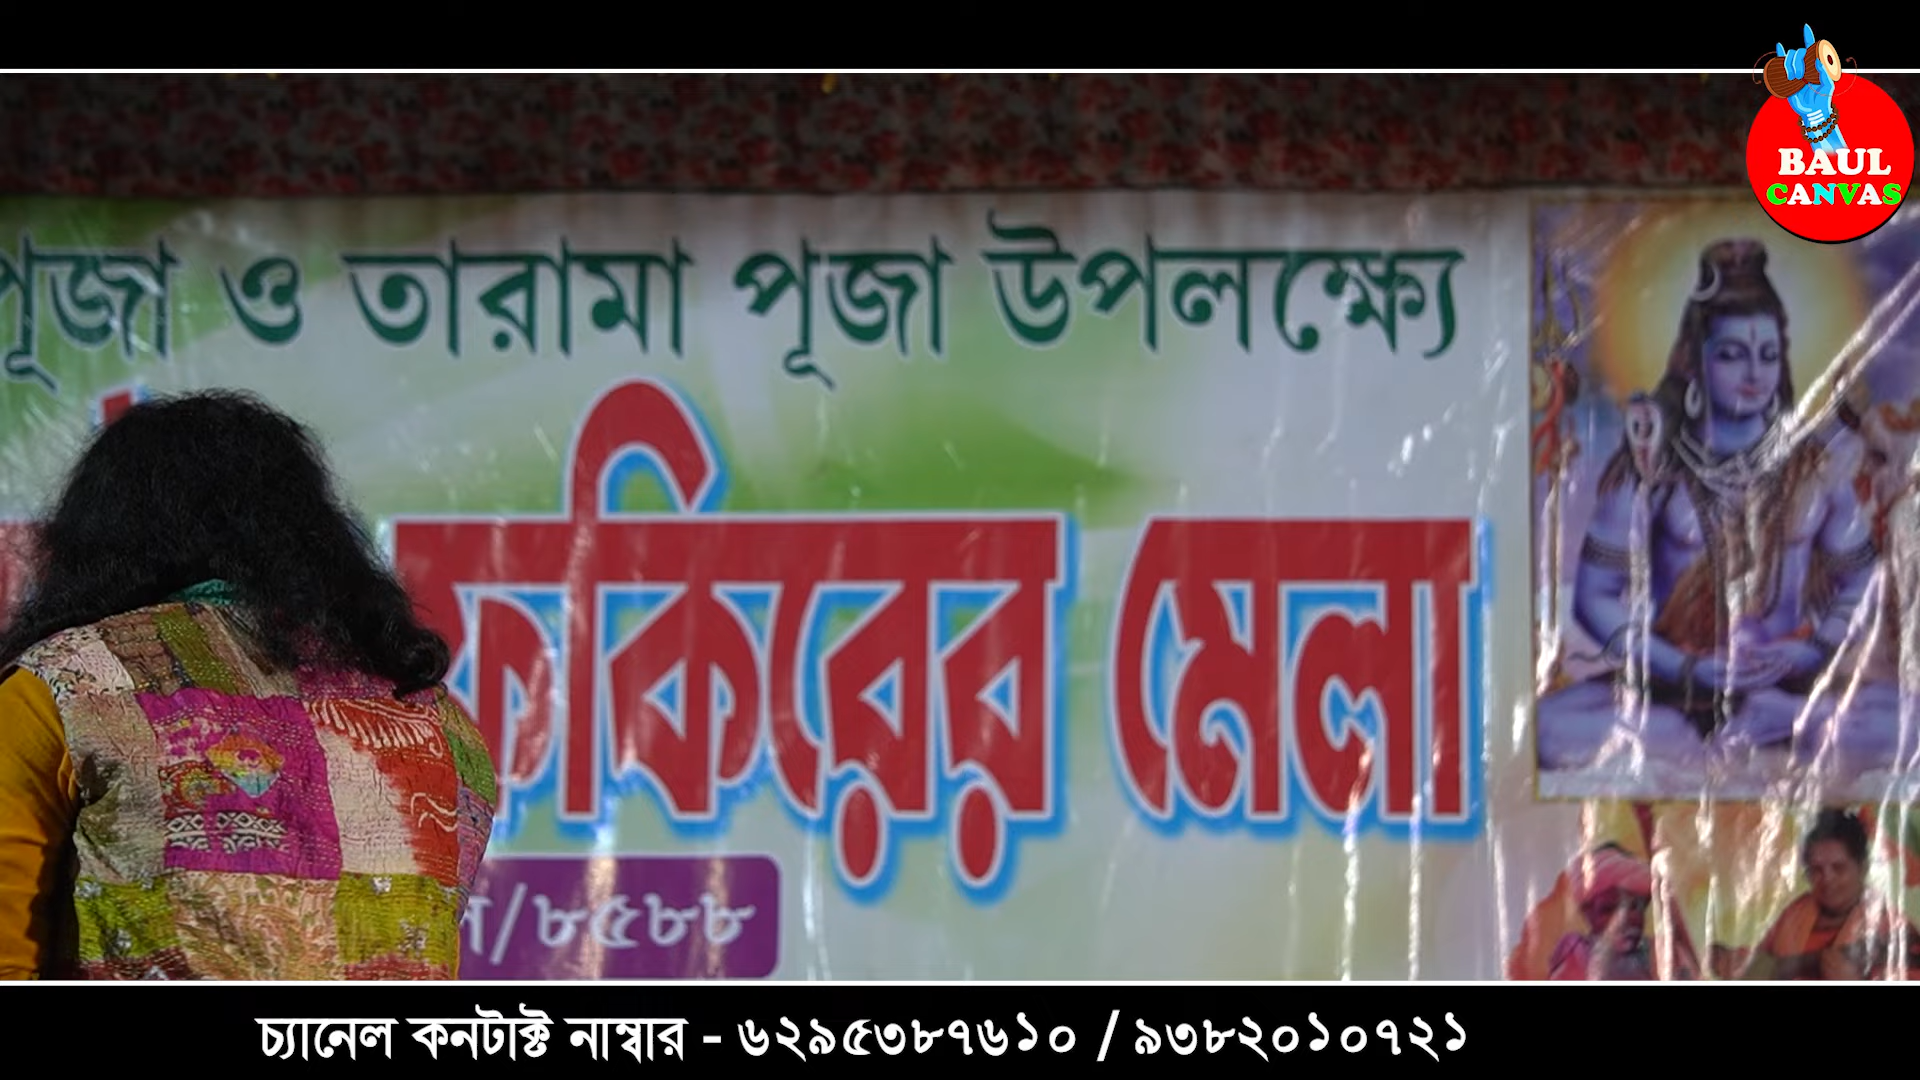 BAUL
CANVAS
পূজা ও তারামা পূজা উপলক্ষ্যে
ফকিরের মেলা
/৮৫৮৮
চ্যানেল কনটাক্ট নাম্বার - ৬২৯৫৩৮৭৬১০ / ৯৩৮২০১০৭২১